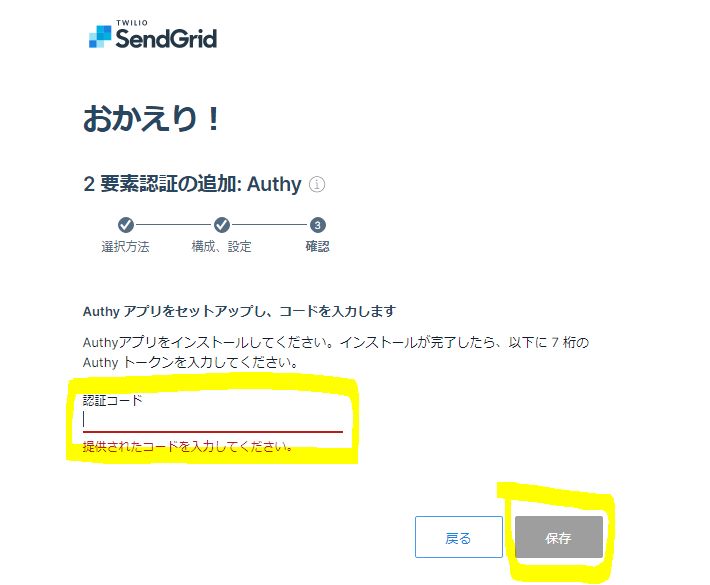 TWILIO
SendGrid
おかえり！
2 要素認証の追加: Authy
3
選択方法 構成、設定 確認
Authy アプリをセットアップし、コードを入力します
Authyアプリをインストールしてください。インストールが完了したら、以下に 7 桁の
Authy トークンを入力してください。
認証コード
提供されたコードを入力してください。
戻る 保存